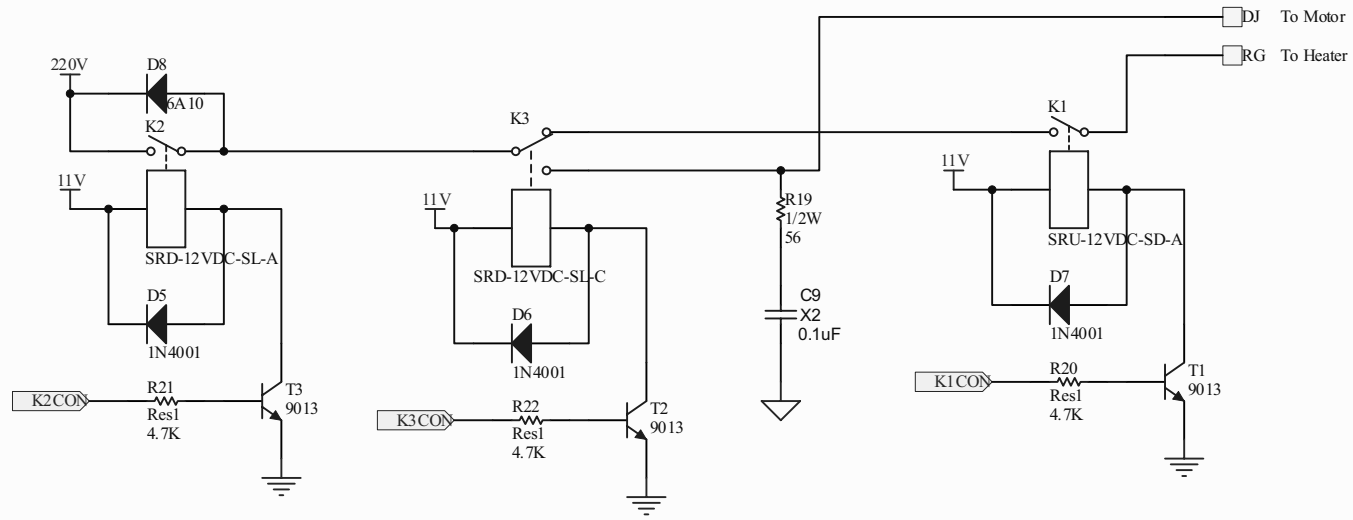 DJ To Motor
RG To Heater
220V
D8
6A10
K2
11V
SRD-12VDC-SL-A
D5
1N4001
K2CON
R21
Res1
4.7K
T3
9013
K3
11V
SRD-12VDC-SL-C
D6
1N4001
K3CON
R22
Res1
4.7K
T2
9013
R19
1/2W
56
C9
X2
0.1uF
K1
11V
SRU-12VDC-SD-A
D7
1N4001
K1CON
R20
Res1
4.7K
T1
9013